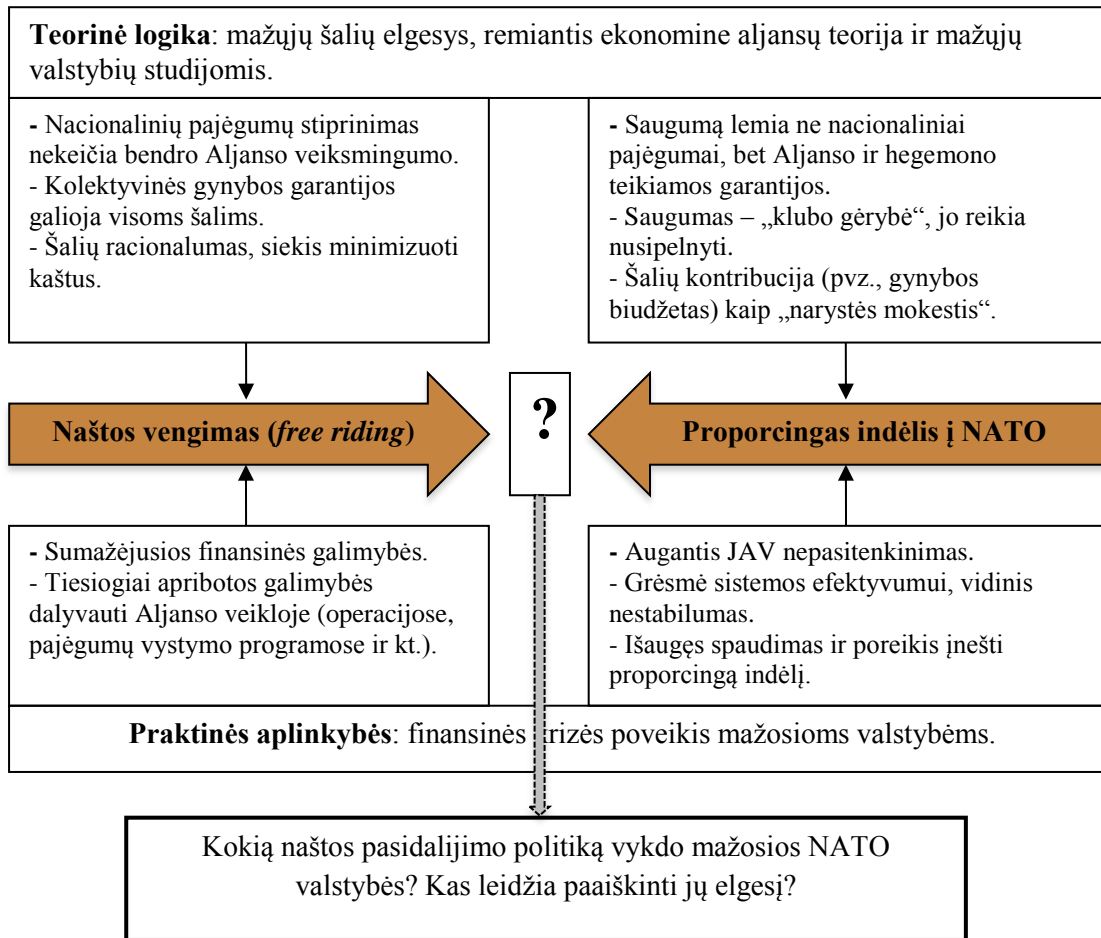 Teorinė logika: mažųjų šalių elgesys, remiantis ekonomine aljansų teorija ir mažųjų
valstybių studijomis.
- Nacionalinių pajėgumų stiprinimas
nekeičia bendro Aljanso veiksmingumo.
- Kolektyvinės gynybos garantijos
galioja visoms šalims.
- Šalių racionalumas, siekis minimizuoti
kaštus.
- Saugumą lemia ne nacionaliniai
pajėgumai, bet Aljanso ir hegemono
teikiamos garantijos.
- Saugumas – „klubo gėrybė“, jo reikia
nusipelnyti.
- Šalių kontribucija (pvz., gynybos
biudžetas) kaip „narystės mokestis“.
Naštos vengimas (free riding)
?
Proporcingas indėlis į NATO
- Sumažėjusios finansinės galimybės.
- Tiesiogiai apribotos galimybės
dalyvauti Aljanso veikloje (operacijose,
pajėgumų vystymo programose ir kt.).
- Augantis JAV nepasitenkinimas.
- Grėsmė sistemos efektyvumui, vidinis
nestabilumas.
- Išaugęs spaudimas ir poreikis įnešti
proporcingą indėlį.
Praktinės aplinkybės: finansinės krizės poveikis mažosioms valstybėms.
Kokią naštos pasidalijimo politiką vykdo mažosios NATO
valstybės? Kas leidžia paaiškinti jų elgesį?